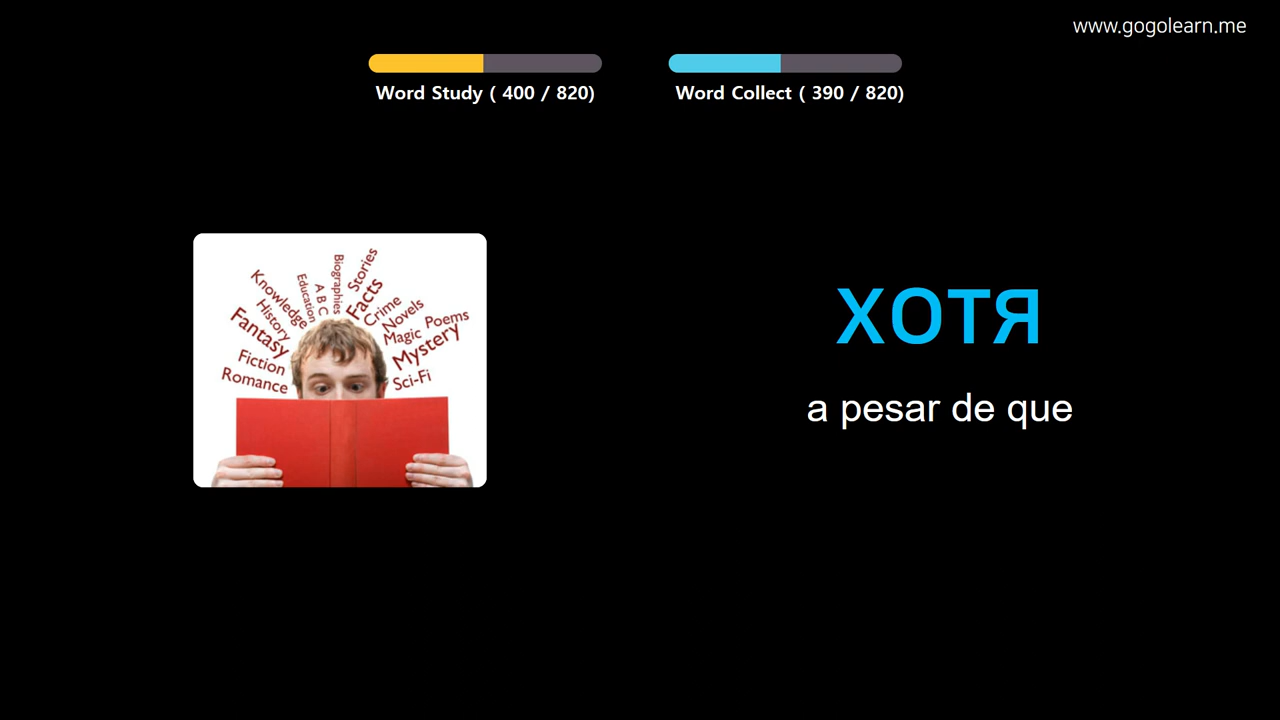 www.gogolearn.me
Word Study ( 400 / 820)
Word Collect ( 390 / 820)
Knowledge
History
Fantasy
Fiction
Romance
Education
A B C
Biographies
Stories
Facts
Crime
Novels
Magic
Poems
Mystery
Sci-Fi
хотя
a pesar de que